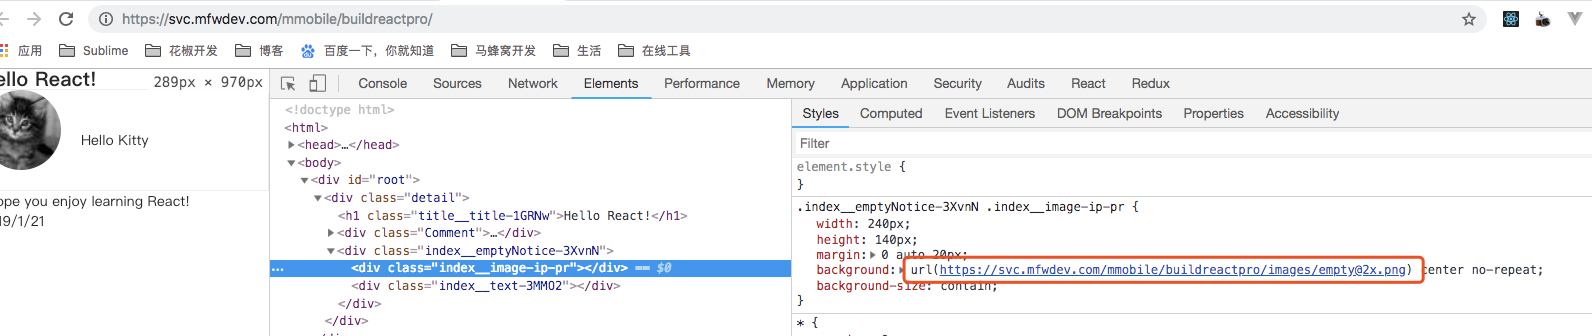 https://svc.mfwdev.com/mmobile/buildreactpro/
应用 Sublime 花椒开发 博客 百度一下，你就知道 马蜂窝开发 生活 在线工具
ello React!
289px × 970px
Hello Kitty
ope you enjoy learning React!
19/1/21
Console Sources Network Elements Performance Memory Application Security Audits React Redux
<!doctype html>
<html>
▶<head>…</head>
▼<body>
▼<div id="root">
▼<div class="detail">
<h1 class="title__title-1GRNw">Hello React!</h1>
▶<div class="Comment">…</div>
▼<div class="index__emptyNotice-3XvnN">
… <div class="index__image-ip-pr"></div> == $0
<div class="index__text-3MMO2"></div>
</div>
</div>
Styles Computed Event Listeners DOM Breakpoints Properties Accessibility
Filter
element.style {
}
.index__emptyNotice-3XvnN .index__image-ip-pr {
width: 240px;
height: 140px;
margin:▶ 0 auto 20px;
background:▶ url(https://svc.mfwdev.com/mmobile/buildreactpro/images/empty@2x.png) center no-repeat;
background-size: contain;
}
* {